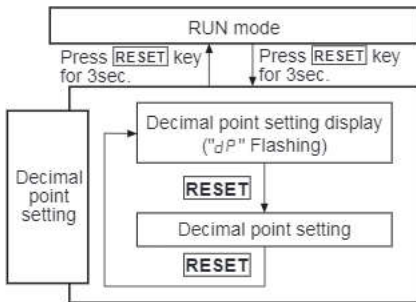 RUN mode
Press RESET key
for 3sec.
Press RESET key
for 3sec.
Decimal point setting display
("dP" Flashing)
RESET
Decimal
point
setting
Decimal point setting
RESET